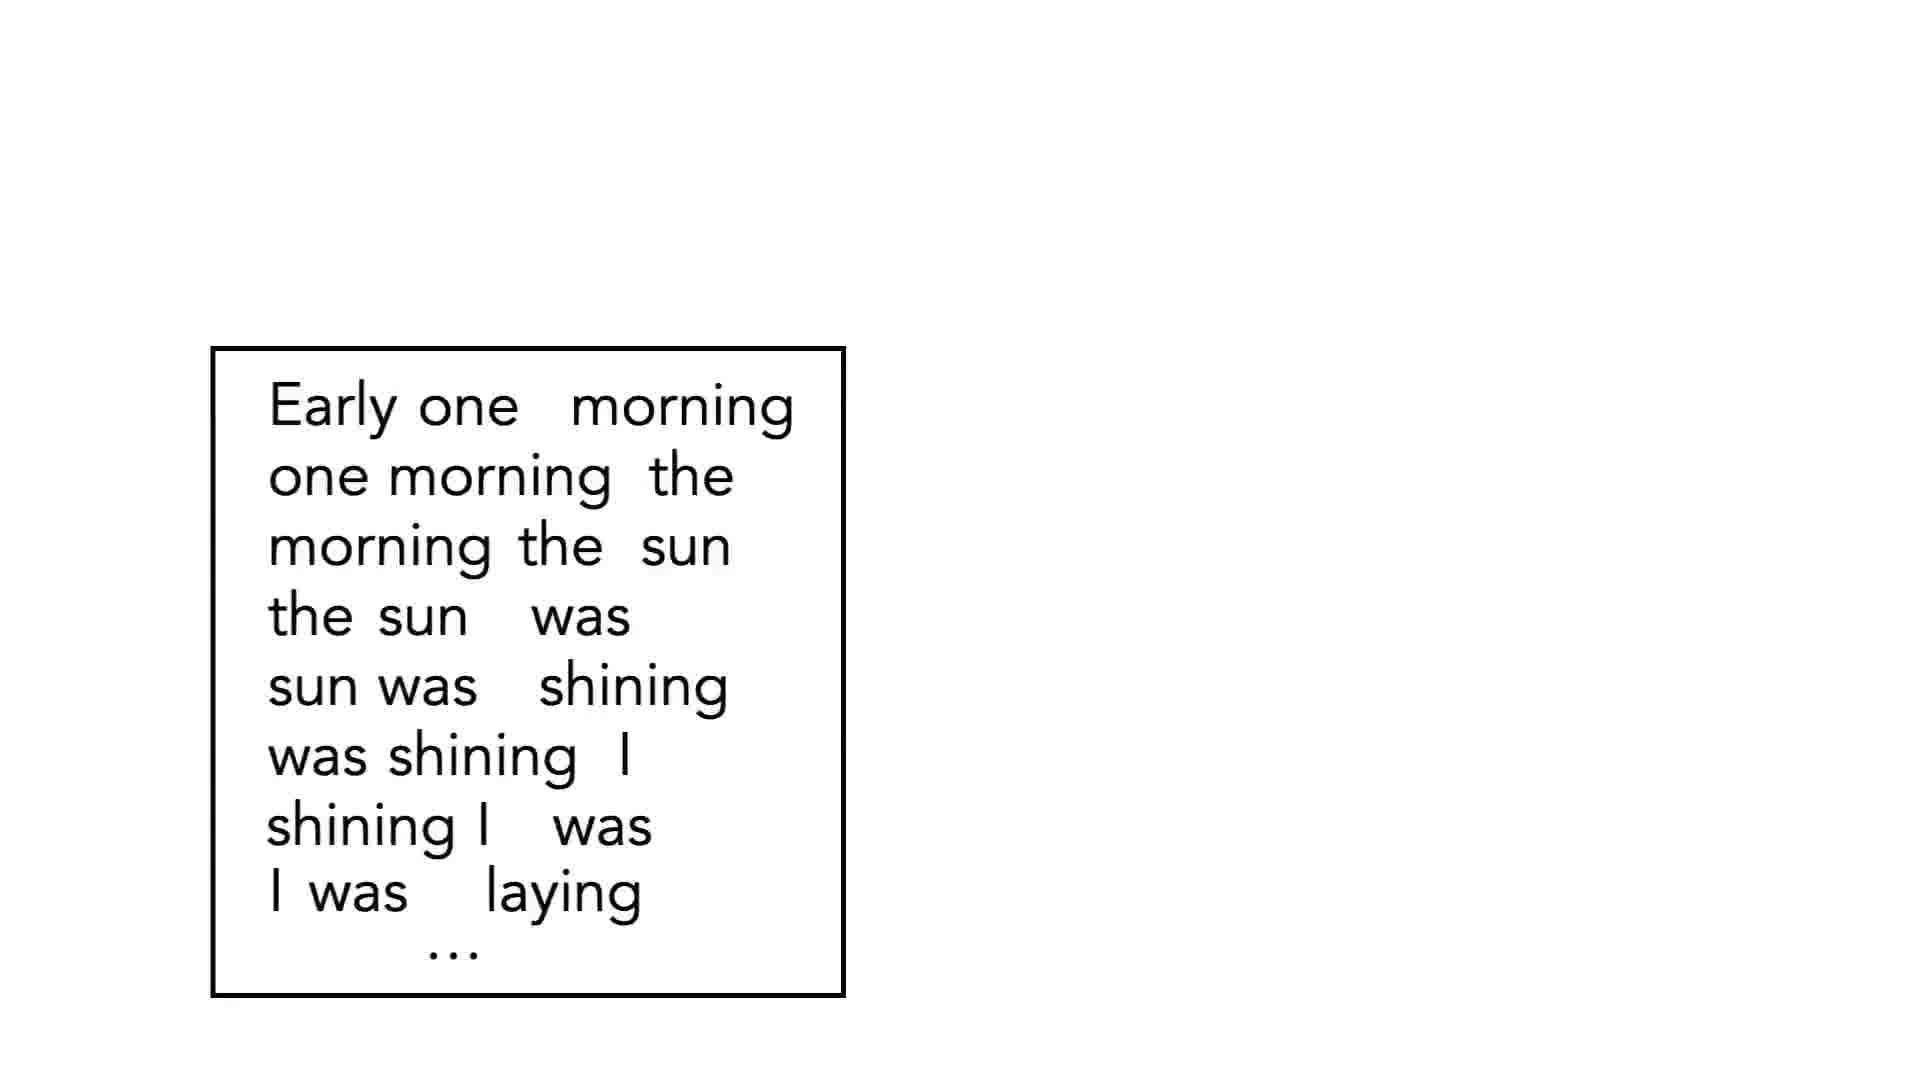 Early one morning
one morning the
morning the sun
the sun was
sun was shining
was shining I
shining I was
I was laying
...